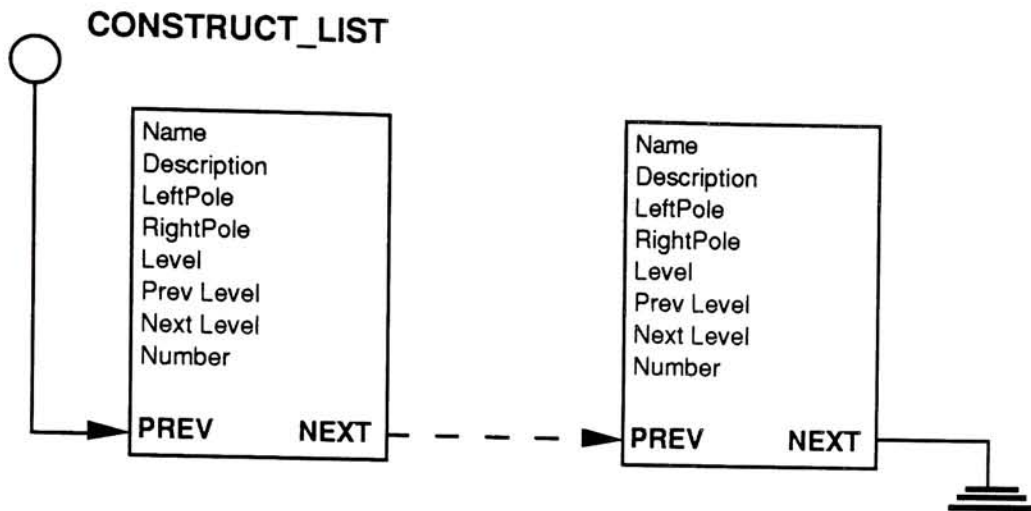 CONSTRUCT_LIST
Name
Description
LeftPole
RightPole
Level
Prev Level
Next Level
Number
PREV NEXT
Name
Description
LeftPole
RightPole
Level
Prev Level
Next Level
Number
PREV NEXT